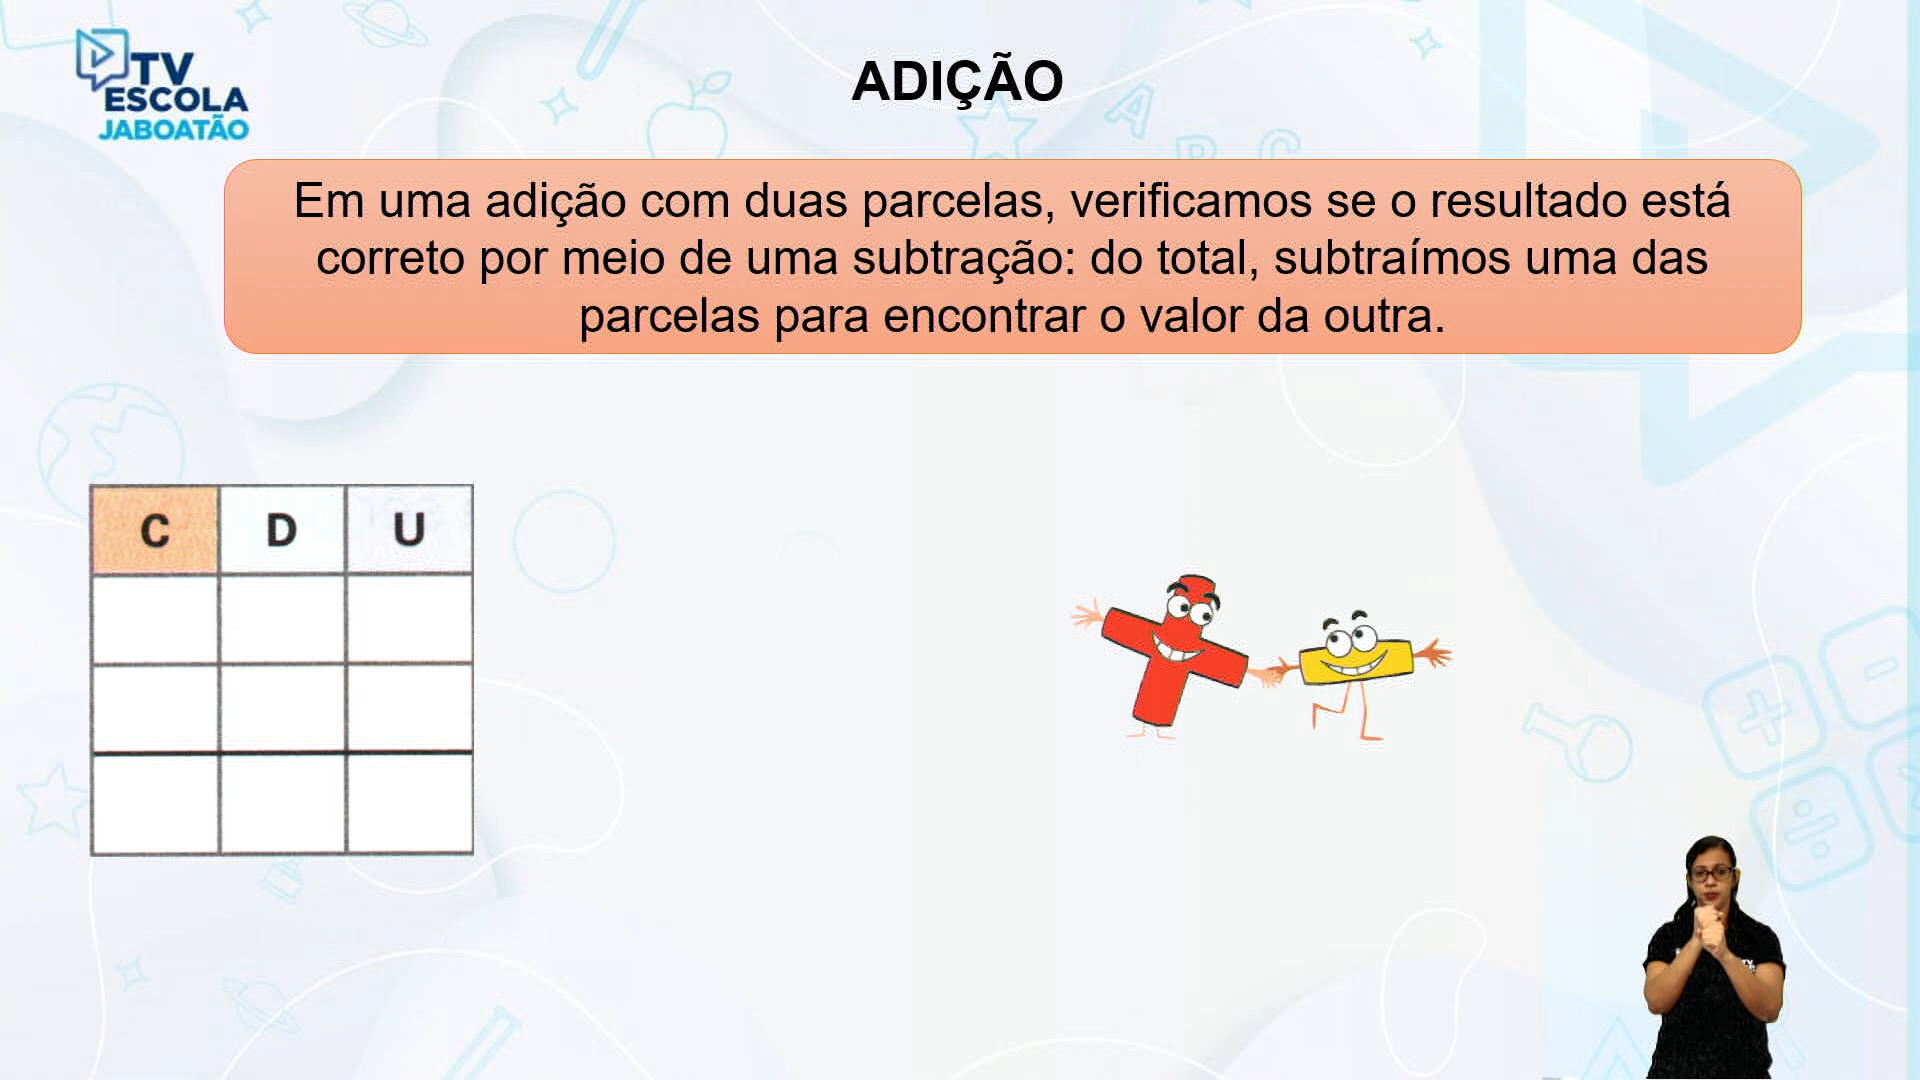 TV
ESCOLA
JABOATÃO
ADIÇÃO
Em uma adição com duas parcelas, verificamos se o resultado está
correto por meio de uma subtração: do total, subtraímos uma das
parcelas para encontrar o valor da outra.
C D U